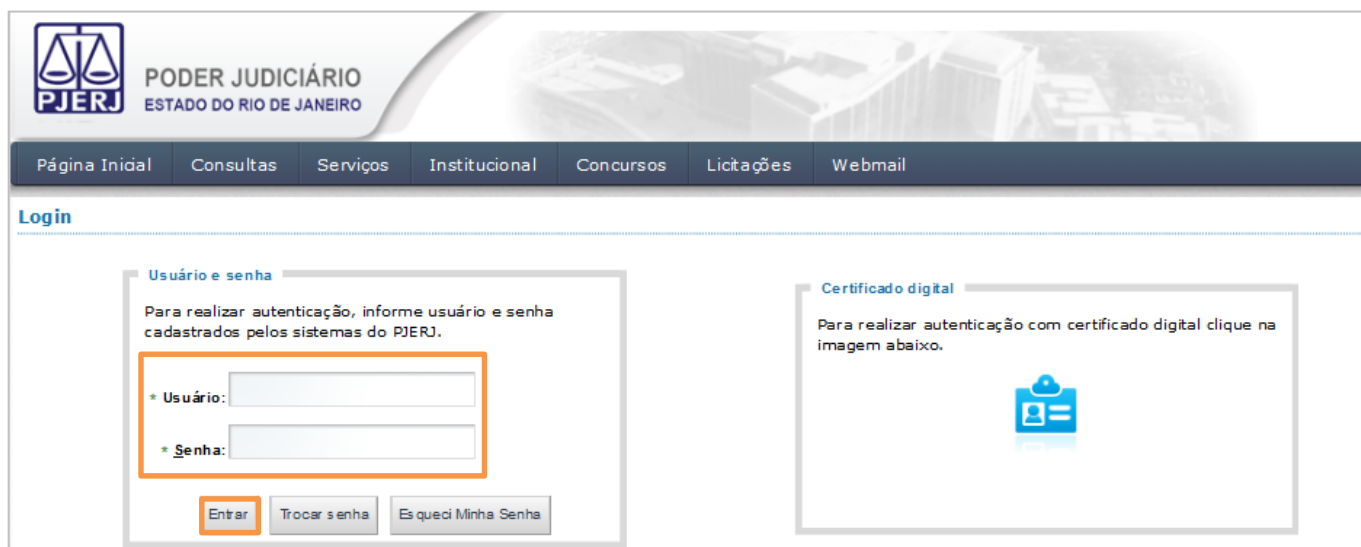 PJERJ
PODER JUDICIÁRIO
ESTADO DO RIO DE JANEIRO
Página Inicial Consultas Serviços Institucional Concursos Licitações Webmail
Login
Usuário e senha
Para realizar autenticação, informe usuário e senha
cadastrados pelos sistemas do PJERJ.
* Usuário:
* Senha:
Entrar Trocar senha Esqueci Minha Senha
Certificado digital
Para realizar autenticação com certificado digital clique na
imagem abaixo.